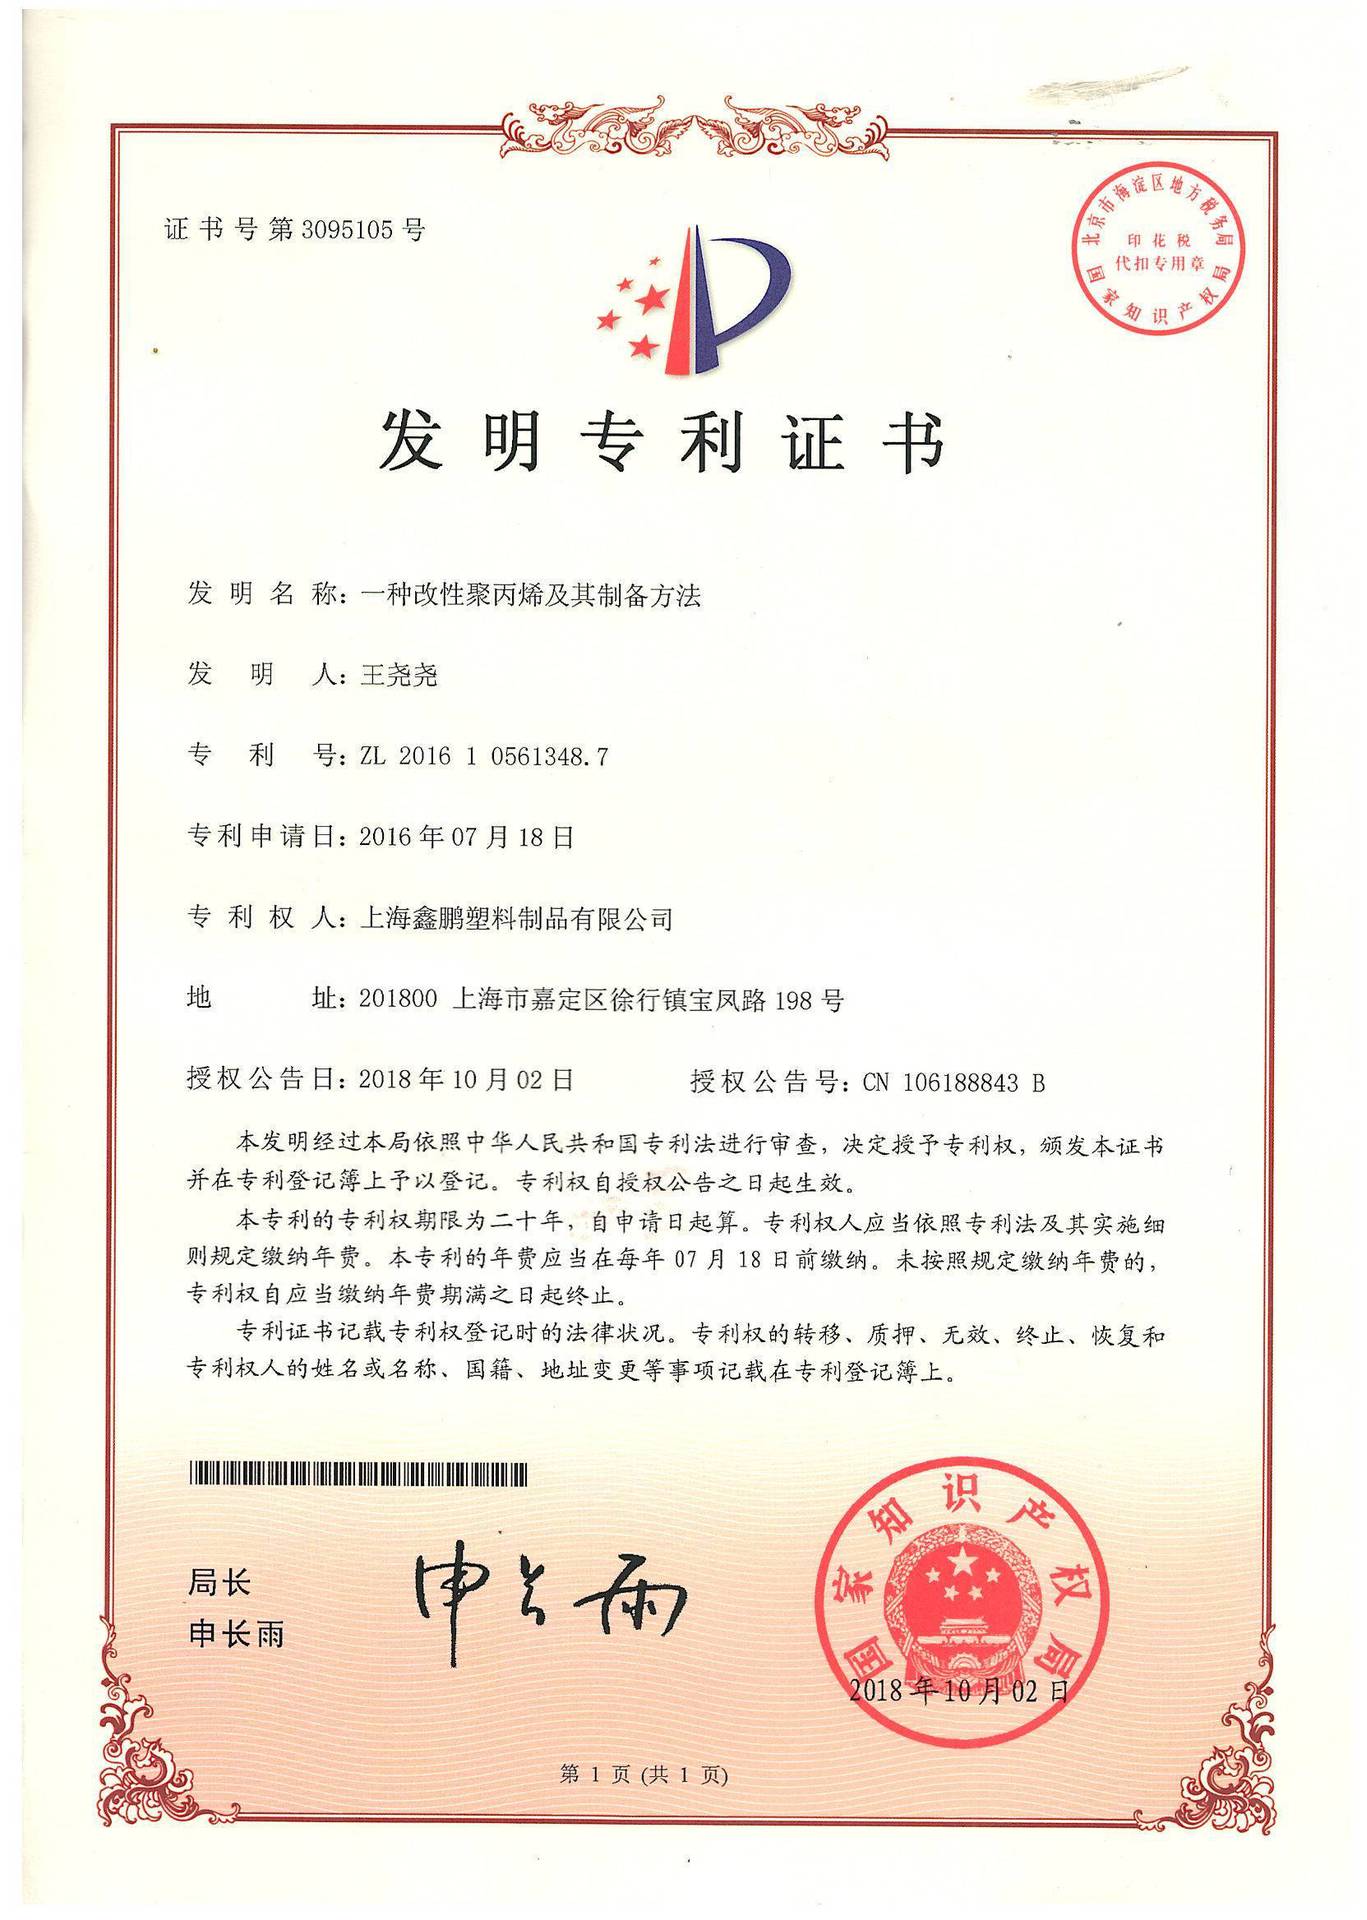 证书号第3095105号
北京市海淀区地方税务局
印花税
代扣专用章
国家知识产权局
发明专利证书
发明名称：一种改性聚丙烯及其制备方法
发明人：王尧尧
专利号：ZL 2016 1 0561348.7
专利申请日：2016年07月18日
专利权人：上海鑫鹏塑料制品有限公司
地址：201800 上海市嘉定区徐行镇宝凤路198号
授权公告日：2018年10月02日 授权公告号：CN 106188843 B
本发明经过本局依照中华人民共和国专利法进行审查，决定授予专利权，颁发本证书
并在专利登记簿上予以登记。专利权自授权公告之日起生效。
本专利的专利权期限为二十年，自申请日起算。专利权人应当依照专利法及其实施细
则规定缴纳年费。本专利的年费应当在每年07月18日前缴纳。未按照规定缴纳年费的，
专利权自应当缴纳年费期满之日起终止。
专利证书记载专利权登记时的法律状况。专利权的转移、质押、无效、终止、恢复和
专利权人的姓名或名称、国籍、地址变更等事项记载在专利登记簿上。
局长
申长雨
申长雨
国家知识产权局
2018年10月02日
第1页(共1页)